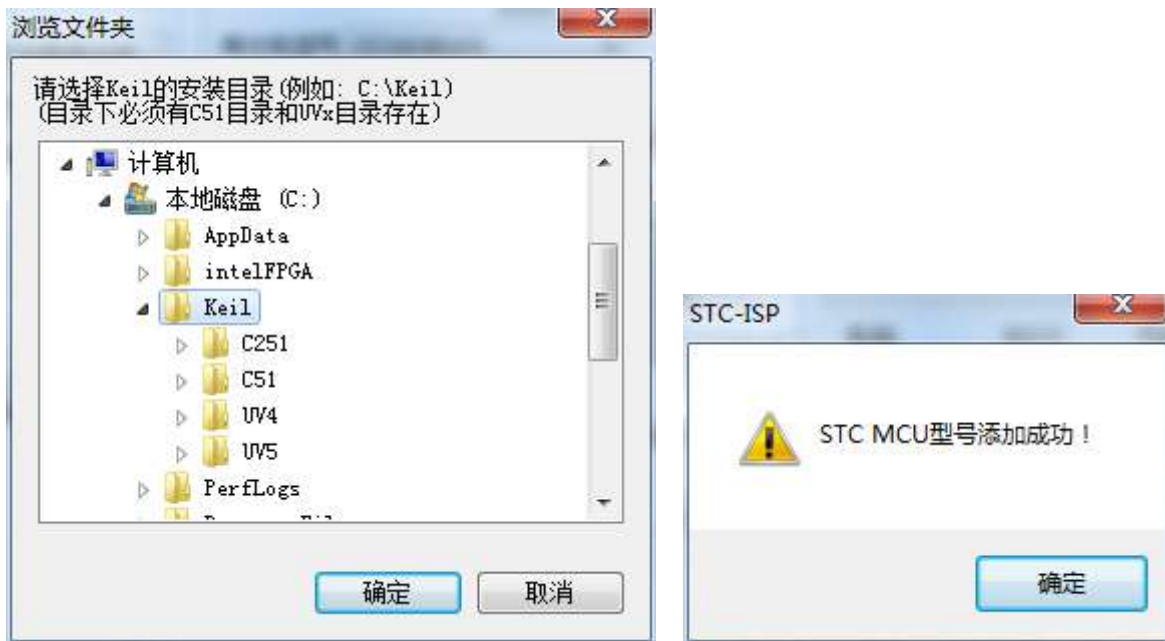 浏览文件夹
请选择Keil的安装目录(例如: C:\Keil)
(目录下必须有C51目录和UVx目录存在)
计算机
本地磁盘 (C:)
AppData
intelFPGA
Keil
C251
C51
UV4
UV5
PerfLogs
确定
取消
STC-ISP
STC MCU型号添加成功！
确定